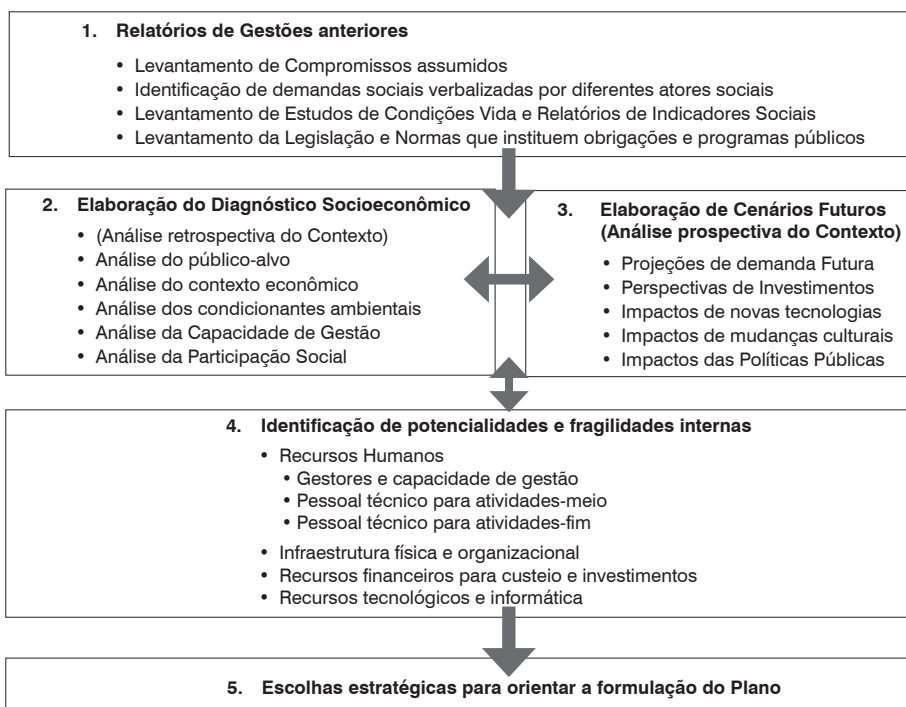 1. Relatórios de Gestões anteriores
• Levantamento de Compromissos assumidos
• Identificação de demandas sociais verbalizadas por diferentes atores sociais
• Levantamento de Estudos de Condições Vida e Relatórios de Indicadores Sociais
• Levantamento da Legislação e Normas que instituem obrigações e programas públicos
2. Elaboração do Diagnóstico Socioeconômico
• (Análise retrospectiva do Contexto)
• Análise do público-alvo
• Análise do contexto econômico
• Análise dos condicionantes ambientais
• Análise da Capacidade de Gestão
• Análise da Participação Social
3. Elaboração de Cenários Futuros
(Análise prospectiva do Contexto)
• Projeções de demanda Futura
• Perspectivas de Investimentos
• Impactos de novas tecnologias
• Impactos de mudanças culturais
• Impactos das Políticas Públicas
4. Identificação de potencialidades e fragilidades internas
• Recursos Humanos
• Gestores e capacidade de gestão
• Pessoal técnico para atividades-meio
• Pessoal técnico para atividades-fim
• Infraestrutura física e organizacional
• Recursos financeiros para custeio e investimentos
• Recursos tecnológicos e informática
5. Escolhas estratégicas para orientar a formulação do Plano